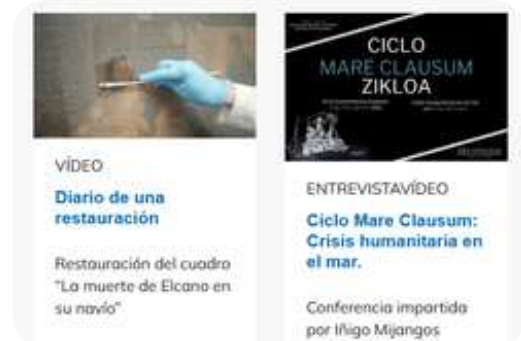 VÍDEO
Diario de una
restauración
Restauración del cuadro
"La muerte de Elcano en
su navío"
CICLO
MARE CLAUSUM
ZIKLOA
ENTREVISTAVÍDEO
Ciclo Mare Clausum:
Crisis humanitaria en
el mar.
Conferencia impartida
por Iñigo Mijangos